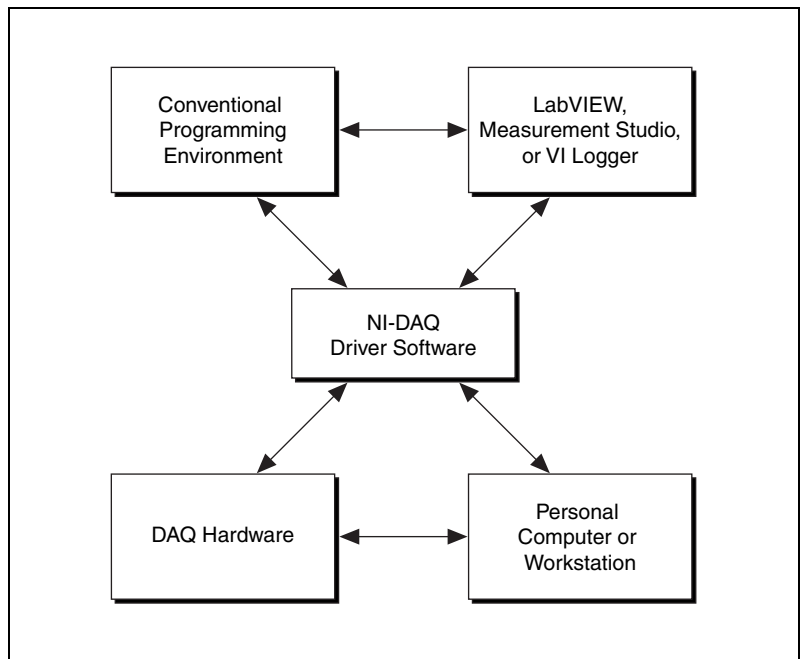 Conventional
Programming
Environment
LabVIEW,
Measurement Studio,
or VI Logger
NI-DAQ
Driver Software
DAQ Hardware
Personal
Computer or
Workstation